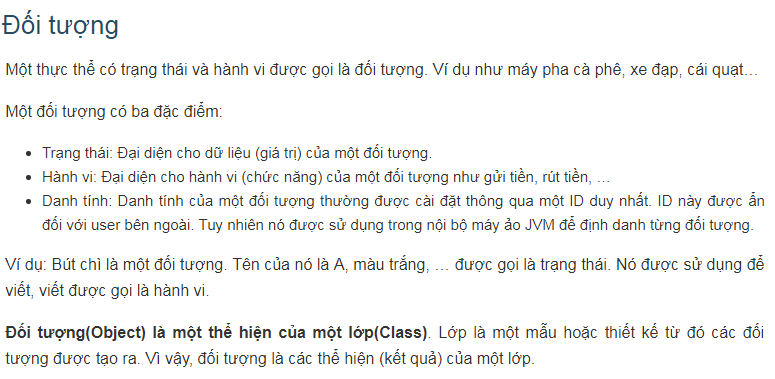 Đối tượng
Một thực thể có trạng thái và hành vi được gọi là đối tượng. Ví dụ như máy pha cà phê, xe đạp, cái quạt…
Một đối tượng có ba đặc điểm:
• Trạng thái: Đại diện cho dữ liệu (giá trị) của một đối tượng.
• Hành vi: Đại diện cho hành vi (chức năng) của một đối tượng như gửi tiền, rút tiền, …
• Danh tính: Danh tính của một đối tượng thường được cài đặt thông qua một ID duy nhất. ID này được ẩn
đối với user bên ngoài. Tuy nhiên nó được sử dụng trong nội bộ máy ảo JVM để định danh từng đối tượng.
Ví dụ: Bút chì là một đối tượng. Tên của nó là A, màu trắng, … được gọi là trạng thái. Nó được sử dụng để
viết, viết được gọi là hành vi.
Đối tượng(Object) là một thể hiện của một lớp(Class). Lớp là một mẫu hoặc thiết kế từ đó các đối
tượng được tạo ra. Vì vậy, đối tượng là các thể hiện (kết quả) của một lớp.